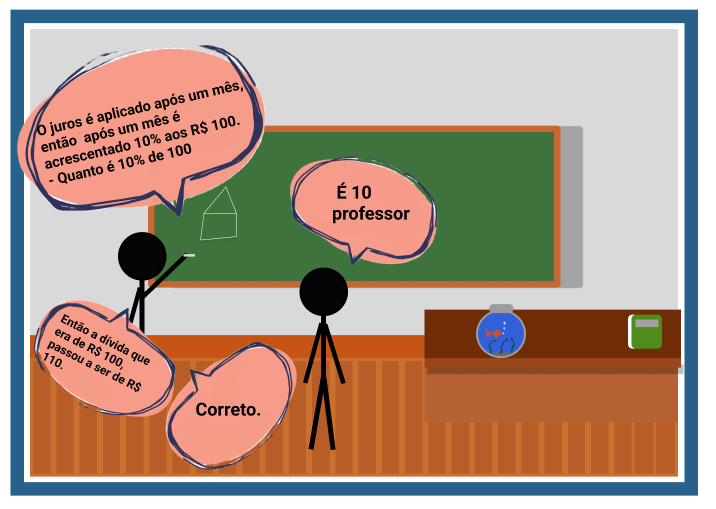 O juros é aplicado após um mês,
então após um mês é
acrescentado 10% aos R$ 100.
- Quanto é 10% de 100
É 10
professor
Então a dívida que
era de R$ 100,
passou a ser de R$
110.
Correto.